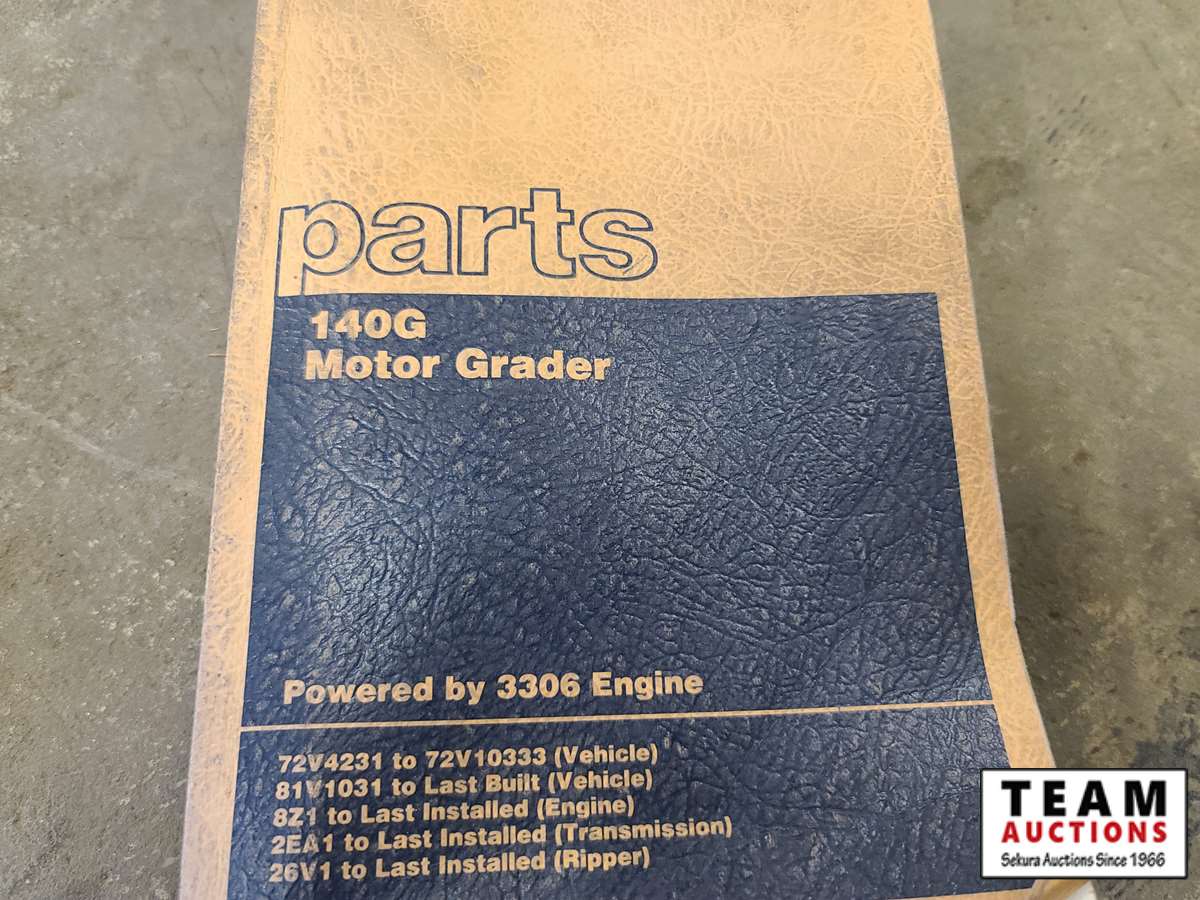 parts
140G
Motor Grader
Powered by 3306 Engine
72V4231 to 72V10333 (Vehicle)
81V1031 to Last Built (Vehicle)
8Z1 to Last Installed (Engine)
2EA1 to Last Installed (Transmission)
26V1 to Last Installed (Ripper)
TEAM
AUCTIONS
Sekura Auctions Since 1966